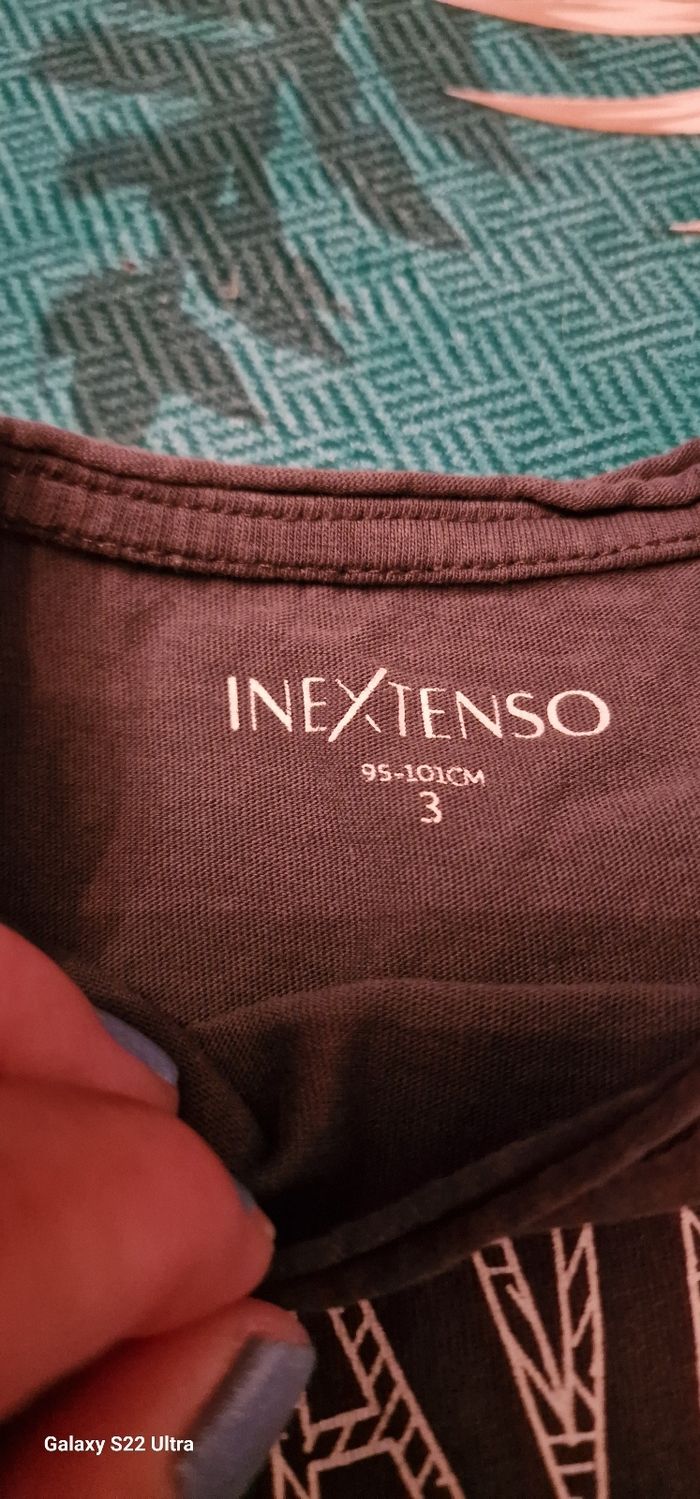 INEXTENSO
95-101CM
3
Galaxy S22 Ultra